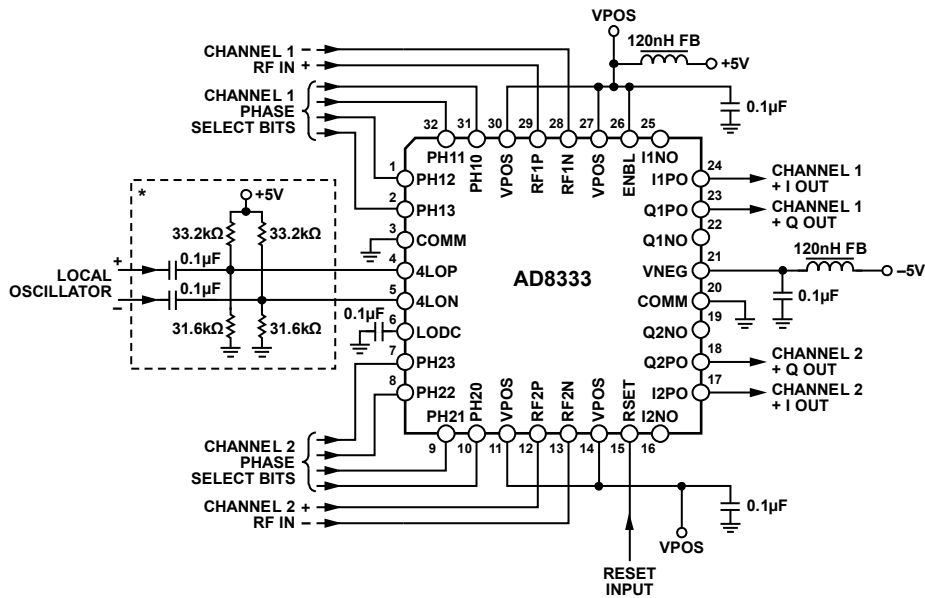 VPOS
120nH FB
+5V
CHANNEL 1 –
RF IN +
CHANNEL 1
PHASE
SELECT BITS
0.1µF
32 31 30 29 28 27 26 25
PH11 PH10 VPOS RF1P RF1N VPOS ENBL I1NO
1 PH12
2 PH13
3 COMM
4 4LOP
5 4LON
6 LODC
7 PH23
8 PH22
*
+5V
33.2kΩ 33.2kΩ
+ 0.1µF
LOCAL
OSCILLATOR
– 0.1µF
31.6kΩ 31.6kΩ
0.1µF
AD8333
I1PO 24 CHANNEL 1
+ I OUT
Q1PO 23 CHANNEL 1
+ Q OUT
Q1NO 22
VNEG 21
120nH FB
–5V
0.1µF
COMM 20
Q2NO 19
Q2PO 18 CHANNEL 2
+ Q OUT
I2PO 17 CHANNEL 2
+ I OUT
PH21 PH20 VPOS RF2P RF2N VPOS RSET I2NO
9 10 11 12 13 14 15 16
CHANNEL 2
PHASE
SELECT BITS
CHANNEL 2 +
RF IN –
0.1µF
VPOS
RESET
INPUT